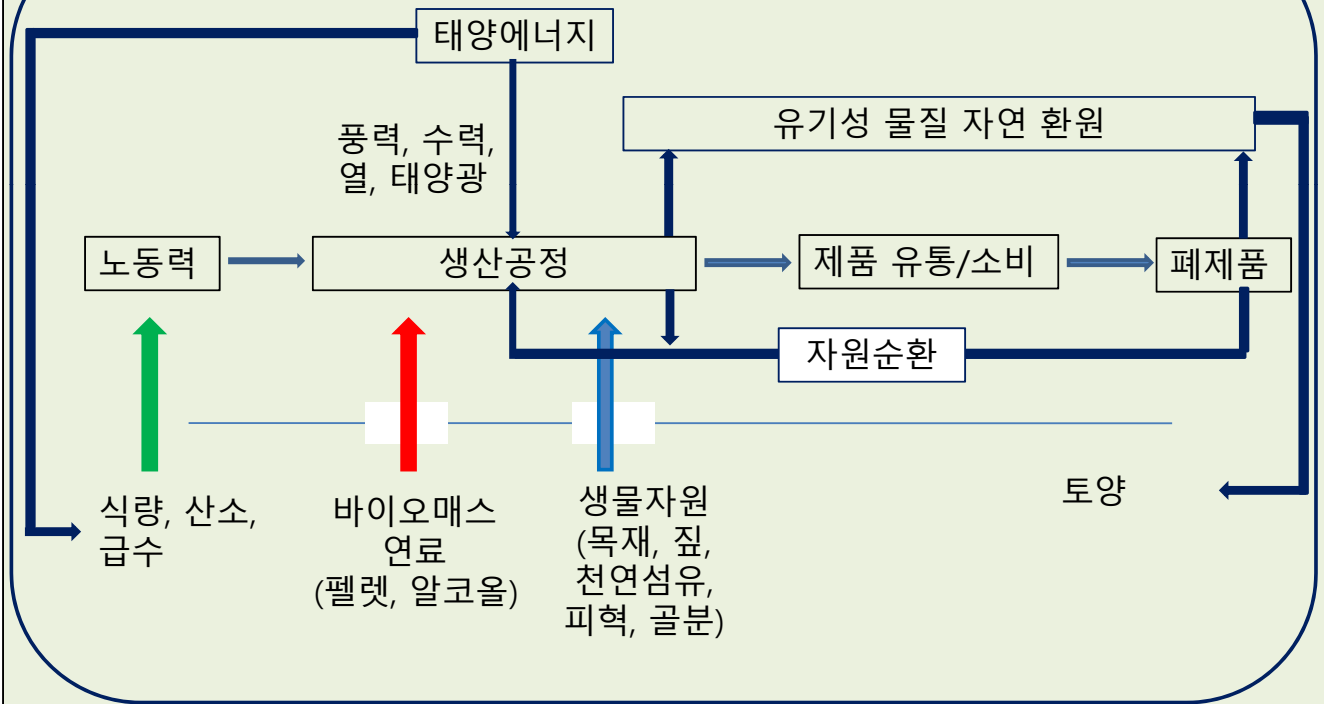 태양에너지
유기성 물질 자연 환원
풍력, 수력,
열, 태양광
노동력
생산공정
제품 유통/소비
폐제품
자원순환
식량, 산소,
급수
바이오매스
연료
(펠렛, 알코올)
생물자원
(목재, 짚,
천연섬유,
피혁, 골분)
토양